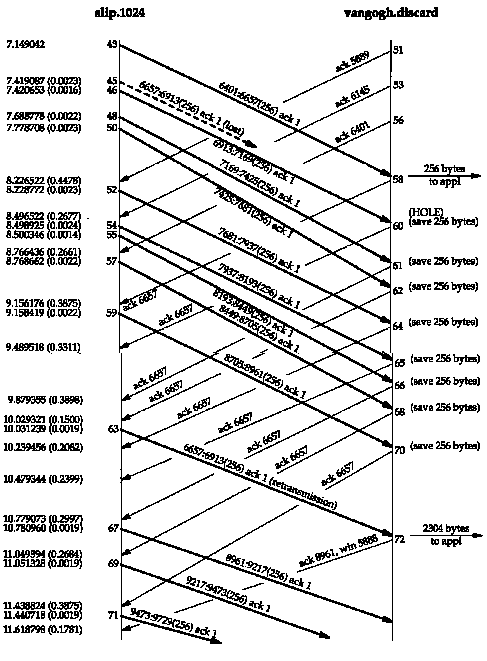 slip.1024 vangogh.discard
7.149042 43
51
ack 5889
7.419087 (0.0023) 45
7.420653 (0.0016) 46
53
ack 6145
6657:6913(256) ack 1 (lost)
6401:6657(256) ack 1
7.688778 (0.0022) 48
7.778708 (0.0023) 50
56
ack 6401
6913:7169(256) ack 1
7169:7425(256) ack 1
7425:7681(256) ack 1
58
256 bytes
to appl
8.226522 (0.4478)
8.228772 (0.0023) 52
8.496522 (0.2677)
8.498925 (0.0024) 54
8.500346 (0.0014) 55
60
(HOLE)
(save 256 bytes)
7681:7937(256) ack 1
8.766436 (0.2661)
8.768662 (0.0022) 57
61 (save 256 bytes)
7937:8193(256) ack 1
62 (save 256 bytes)
8193:8449(256) ack 1
8449:8705(256) ack 1
9.156176 (0.3875)
9.158419 (0.0022) 59
ack 6657
64 (save 256 bytes)
ack 6657
9.489518 (0.3311)
65 (save 256 bytes)
8705:8961(256) ack 1
ack 6657
66 (save 256 bytes)
9.879355 (0.3898)
ack 6657
68 (save 256 bytes)
10.029321 (0.1500)
10.031239 (0.0019) 63
ack 6657
10.239456 (0.2082)
ack 6657
70 (save 256 bytes)
ack 6657
6657:6913(256) ack 1 (retransmission)
10.479344 (0.2399)
ack 6657
10.779073 (0.2997)
10.780960 (0.0019) 67
72
2304 bytes
to appl
ack 8961, win 5888
11.049394 (0.2684)
11.051328 (0.0019) 69
8961:9217(256) ack 1
9217:9473(256) ack 1
11.438824 (0.3875)
11.440718 (0.0019) 71
9473:9729(256) ack 1
11.618798 (0.1781)